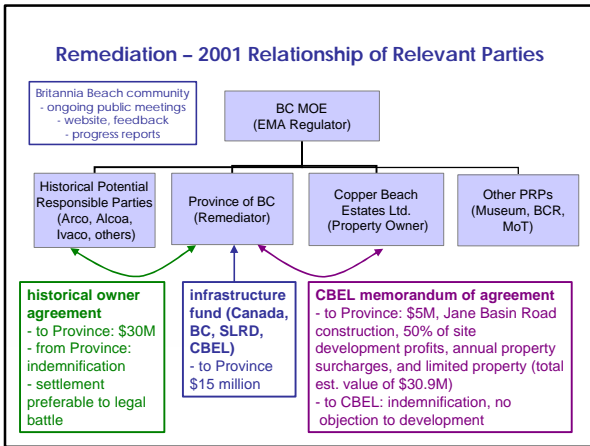 Remediation – 2001 Relationship of Relevant Parties
Britannia Beach community
- ongoing public meetings
- website, feedback
- progress reports
BC MOE
(EMA Regulator)
Historical Potential
Responsible Parties
(Arco, Alcoa,
Ivaco, others)
Province of BC
(Remediator)
Copper Beach
Estates Ltd.
(Property Owner)
Other PRPs
(Museum, BCR,
MoT)
historical owner
agreement
- to Province: $30M
- from Province:
indemnification
- settlement
preferable to legal
battle
infrastructure
fund (Canada,
BC, SLRD,
CBEL)
- to Province
$15 million
CBEL memorandum of agreement
- to Province: $5M, Jane Basin Road
construction, 50% of site
development profits, annual property
surcharges, and limited property (total
est. value of $30.9M)
- to CBEL: indemnification, no
objection to development